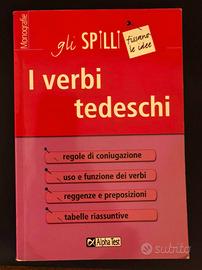 Monografie
gli SPILLI
fissano
le idee
I verbi
tedeschi
regole di coniugazione
uso e funzione dei verbi
reggenze e preposizioni
tabelle riassuntive
Alpha Test
subito